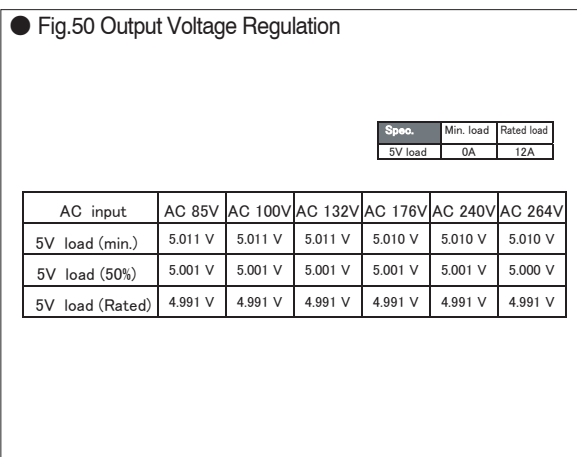 ● Fig.50 Output Voltage Regulation
Spec. Min. load Rated load
5V load 0A 12A
AC input AC 85V AC 100V AC 132V AC 176V AC 240V AC 264V
5V load (min.) 5.011 V 5.011 V 5.011 V 5.010 V 5.010 V 5.010 V
5V load (50%) 5.001 V 5.001 V 5.001 V 5.001 V 5.001 V 5.000 V
5V load (Rated) 4.991 V 4.991 V 4.991 V 4.991 V 4.991 V 4.991 V